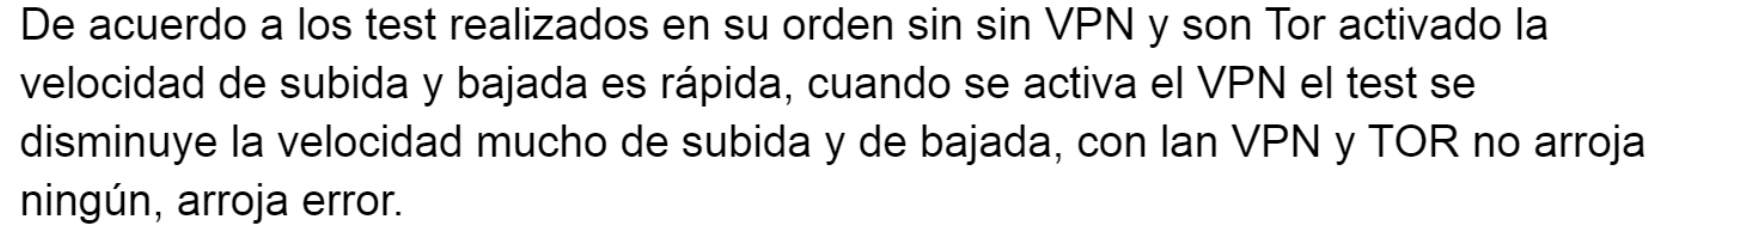 De acuerdo a los test realizados en su orden sin sin VPN y son Tor activado la
velocidad de subida y bajada es rápida, cuando se activa el VPN el test se
disminuye la velocidad mucho de subida y de bajada, con lan VPN y TOR no arroja
ningún, arroja error.